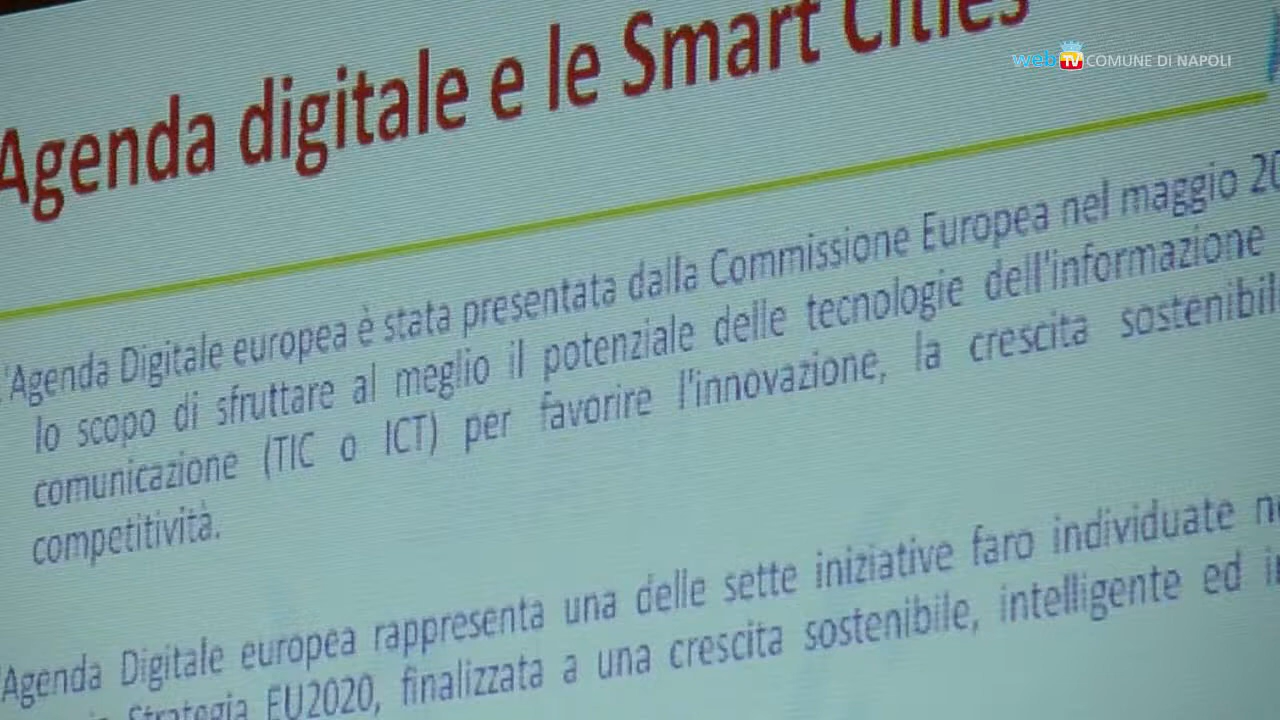 Agenda digitale e le Smart Cities
web TV COMUNE DI NAPOLI
L'Agenda Digitale europea è stata presentata dalla Commissione Europea nel maggio
lo scopo di sfruttare al meglio il potenziale delle tecnologie dell'informazione
comunicazione (TIC o ICT) per favorire l'innovazione, la crescita
competitività.
Agenda Digitale europea rappresenta una delle sette iniziative faro individuate
Strategia EU2020, finalizzata a una crescita sostenibile, intelligente ed